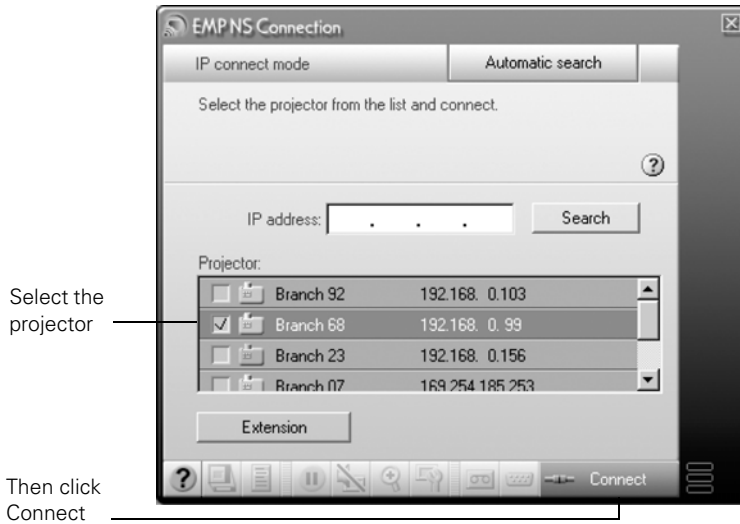 EMP NS Connection
IP connect mode
Automatic search
Select the projector from the list and connect.
?
IP address: . . .
Search
Projector:
Branch 92 192.168. 0.103
Branch 68 192.168. 0. 99
Branch 23 192.168. 0.156
Branch 07 169.254.185.253
Extension
? Connect
Select the
projector
Then click
Connect